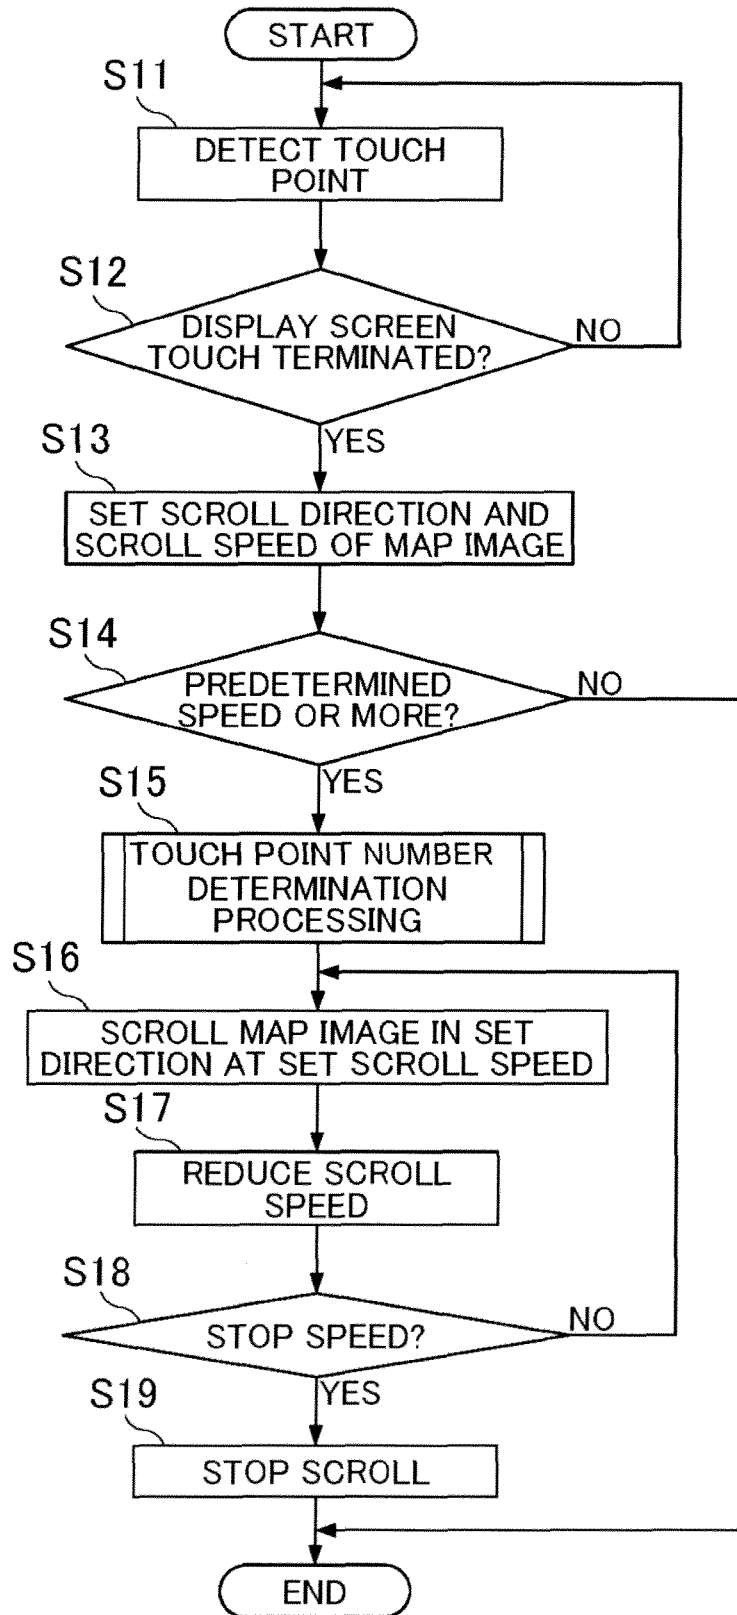 START
S11
DETECT TOUCH
POINT
S12
DISPLAY SCREEN
TOUCH TERMINATED?
NO
YES
S13
SET SCROLL DIRECTION AND
SCROLL SPEED OF MAP IMAGE
S14
PREDETERMINED
SPEED OR MORE?
NO
YES
S15
TOUCH POINT NUMBER
DETERMINATION
PROCESSING
S16
SCROLL MAP IMAGE IN SET
DIRECTION AT SET SCROLL SPEED
S17
REDUCE SCROLL
SPEED
S18
STOP SPEED?
NO
YES
S19
STOP SCROLL
END